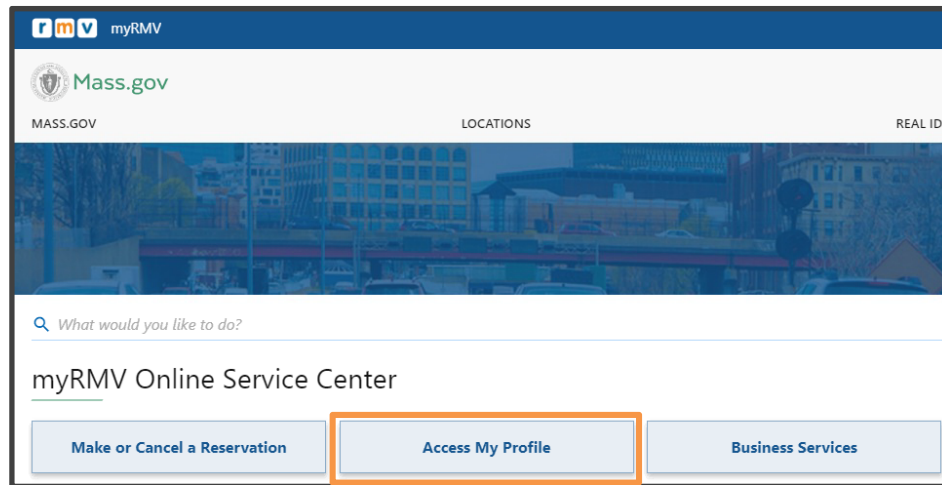 rmv myRMV
Mass.gov
MASS.GOV LOCATIONS REAL ID
What would you like to do?
myRMV Online Service Center
Make or Cancel a Reservation Access My Profile Business Services